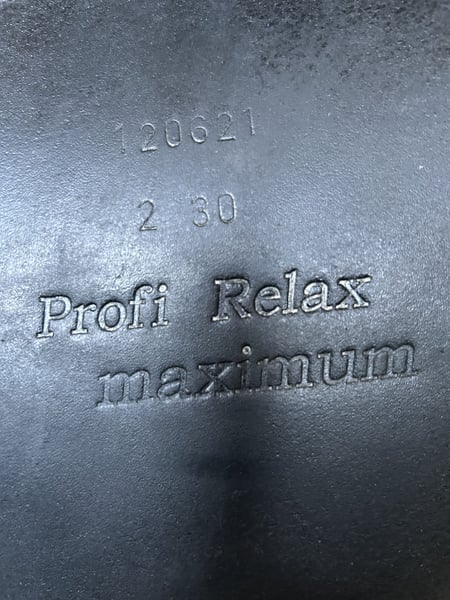 120621
2 30
Profi Relax
maximum